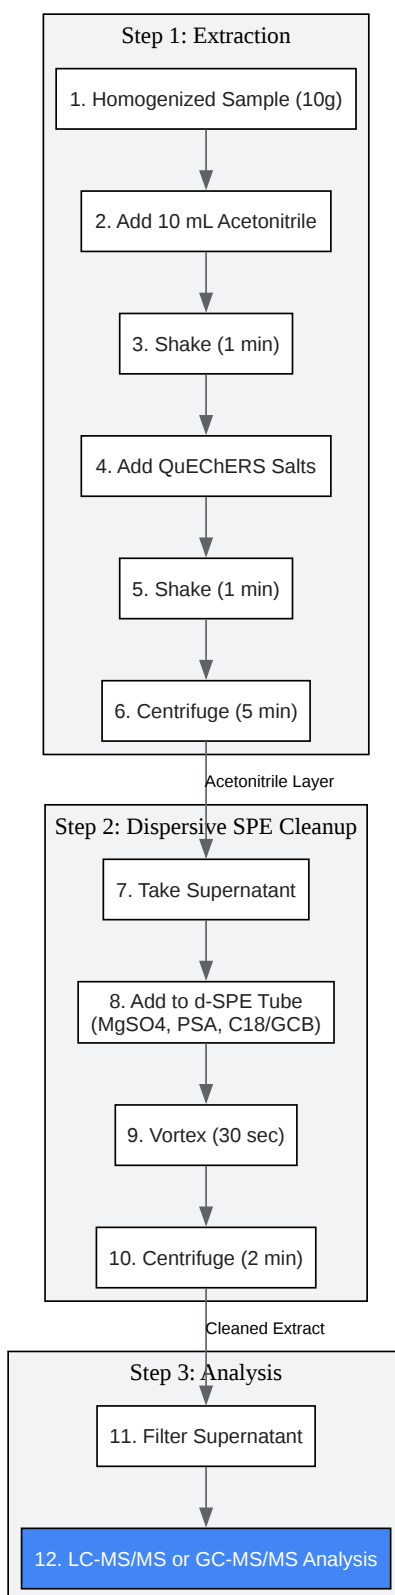 Step 1: Extraction
1. Homogenized Sample (10g)
2. Add 10 mL Acetonitrile
3. Shake (1 min)
4. Add QuEChERS Salts
5. Shake (1 min)
6. Centrifuge (5 min)
Acetonitrile Layer
Step 2: Dispersive SPE Cleanup
7. Take Supernatant
8. Add to d-SPE Tube
(MgSO4, PSA, C18/GCB)
9. Vortex (30 sec)
10. Centrifuge (2 min)
Cleaned Extract
Step 3: Analysis
11. Filter Supernatant
12. LC-MS/MS or GC-MS/MS Analysis